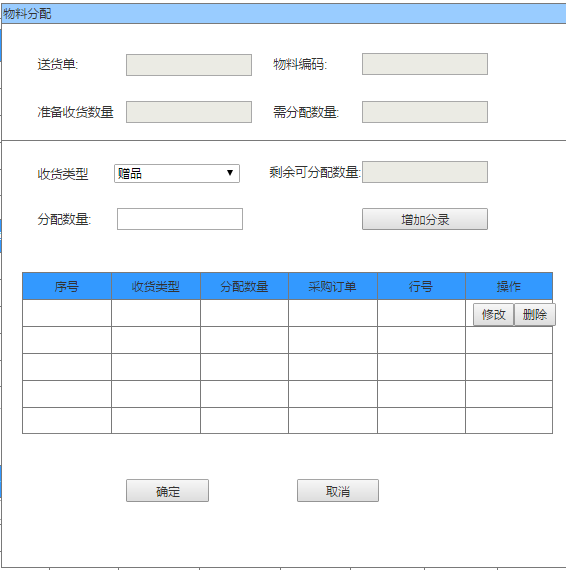 物料分配
送货单: 物料编码:
准备收货数量 需分配数量:
收货类型 赠品 剩余可分配数量:
分配数量: 增加分录
序号 收货类型 分配数量 采购订单 行号 操作
修改 删除
确定 取消